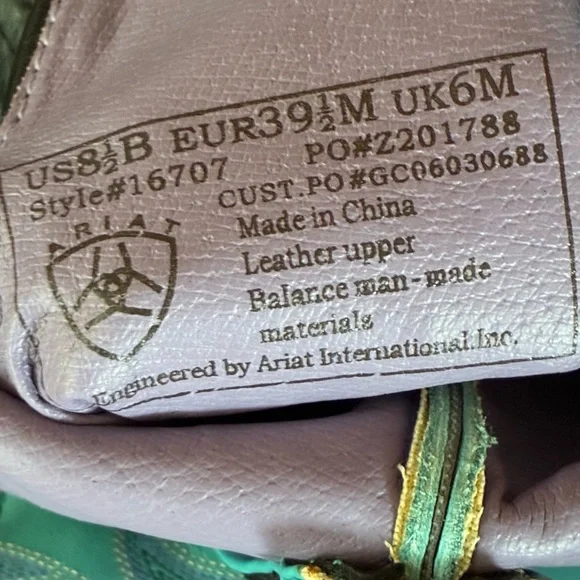 US8½B EUR39½M UK6M
Style#16707 PO#Z201788
CUST.PO#GC06030688
ARIAT
Made in China
Leather upper
Balance man-made
materials
Engineered by Ariat International.Inc.